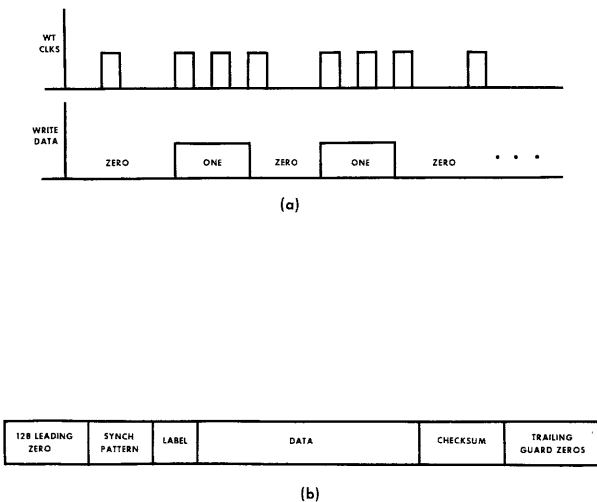 WT
CLKS
WRITE
DATA
ZERO ONE ZERO ONE ZERO . . .
(a)
128 LEADING
ZERO
SYNCH
PATTERN
LABEL
DATA
CHECKSUM
TRAILING
GUARD ZEROS
(b)